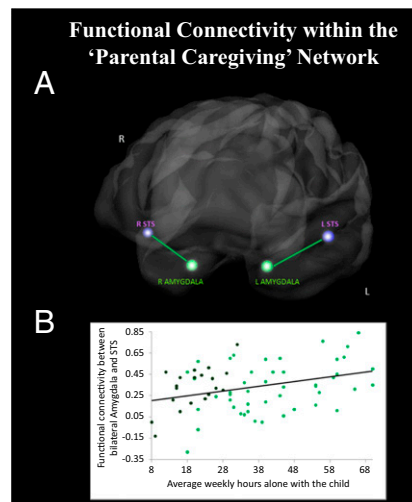 Functional Connectivity within the
‘Parental Caregiving’ Network
A
R
R STS
L STS
R AMYGDALA
L AMYGDALA
L
B
Functional connectivity between
bilateral Amygdala and STS
0.85
0.65
0.45
0.25
0.05
-0.15
-0.35
8
18
28
38
48
58
68
Average weekly hours alone with the child